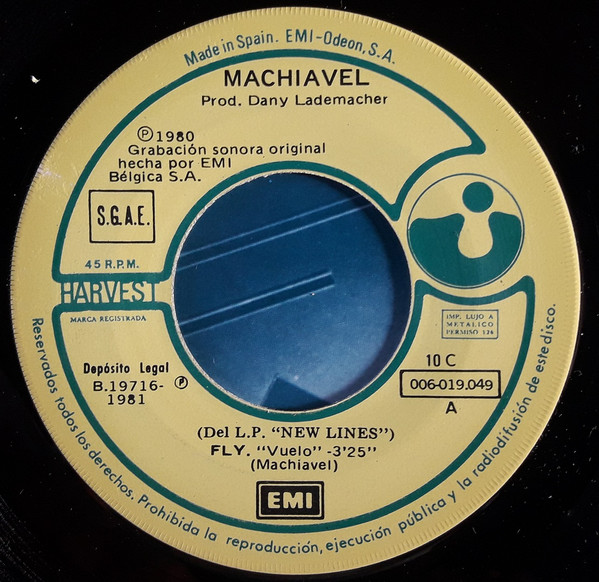 Made in Spain. EMI-Odeon, S.A.
MACHIAVEL
Prod. Dany Lademacher
Ⓟ 1980
Grabación sonora original
hecha por EMI
Bélgica S.A.
S.G.A.E.
45 R.P.M.
HARVEST
MARCA REGISTRADA
IMP. LUJO A
METALICO
PERMISO 128
Depósito Legal
B.19716- Ⓟ
1981
10 C
006-019.049
A
(Del L.P. "NEW LINES")
FLY. "Vuelo" -3'25"
(Machiavel)
EMI
Reservados todos los derechos. Prohibida la reproducción, ejecución pública y la radiodifusión de este disco.